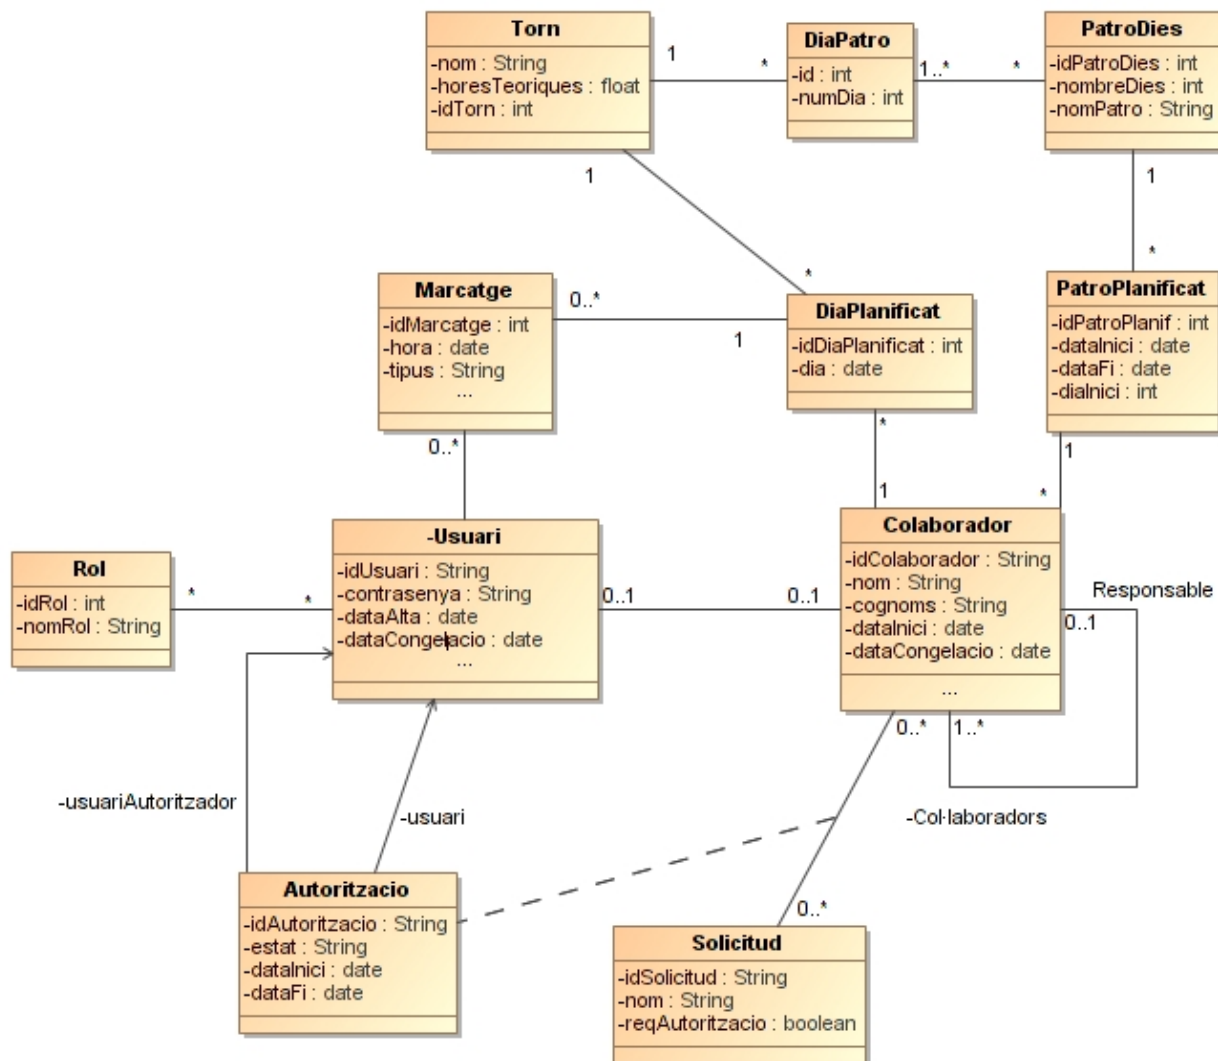 Torn
-nom : String
-horesTeoriques : float
-idTorn : int
1
*
DiaPatro
-id : int
-numDia : int
1..*
*
PatroDies
-idPatroDies : int
-nombreDies : int
-nomPatro : String
1
1
*
*
Marcatge
-idMarcatge : int
-hora : date
-tipus : String
...
0..*
1
DiaPlanificat
-idDiaPlanificat : int
-dia : date
PatroPlanificat
-idPatroPlanif : int
-dataInici : date
-dataFi : date
-diaInici : int
0..*
*
1
1
*
Rol
-idRol : int
-nomRol : String
*
*
-Usuari
-idUsuari : String
-contrasenya : String
-dataAlta : date
-dataCongelacio : date
...
0..1
0..1
Colaborador
-idColaborador : String
-nom : String
-cognoms : String
-dataInici : date
-dataCongelacio : date
...
Responsable
0..1
0..*
1..*
-usuariAutoritzador
-usuari
-Col·laboradors
Autoritzacio
-idAutoritzacio : String
-estat : String
-dataInici : date
-dataFi : date
0..*
Solicitud
-idSolicitud : String
-nom : String
-reqAutoritzacio : boolean